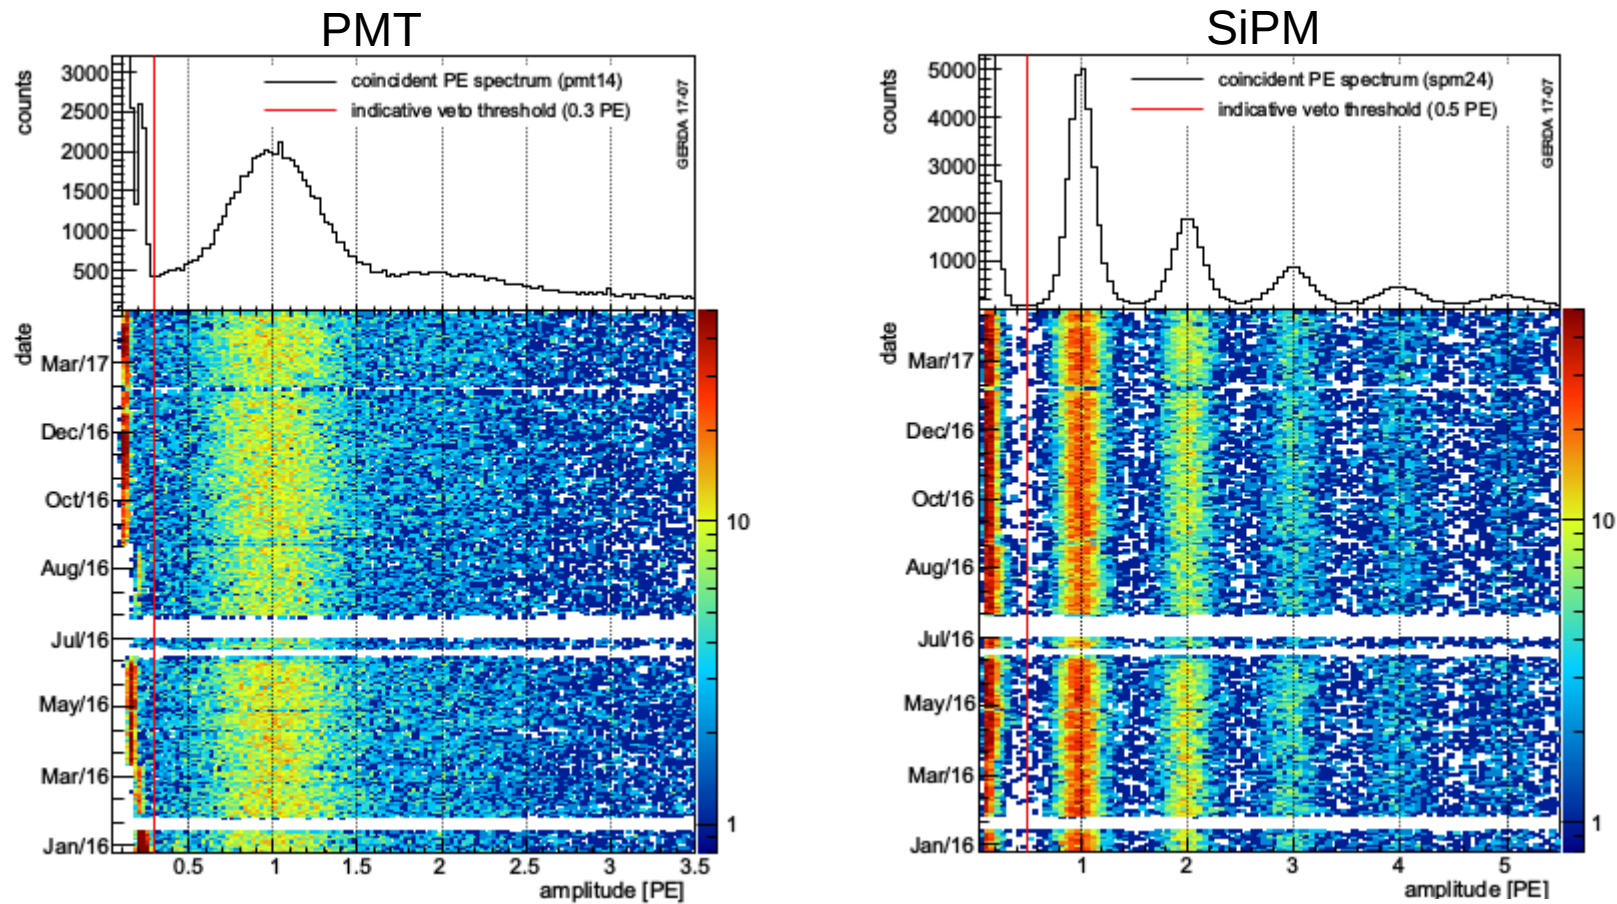 PMT
counts
3000
2500
2000
1500
1000
500
coincident PE spectrum (pmt14)
indicative veto threshold (0.3 PE)
GERDA 17-07
date
Mar/17
Dec/16
Oct/16
Aug/16
Jul/16
May/16
Mar/16
Jan/16
10
1
0.5 1 1.5 2 2.5 3 3.5
amplitude [PE]
SiPM
counts
5000
4000
3000
2000
1000
coincident PE spectrum (spm24)
indicative veto threshold (0.5 PE)
GERDA 17-07
date
Mar/17
Dec/16
Oct/16
Aug/16
Jul/16
May/16
Mar/16
Jan/16
10
1
1 2 3 4 5
amplitude [PE]